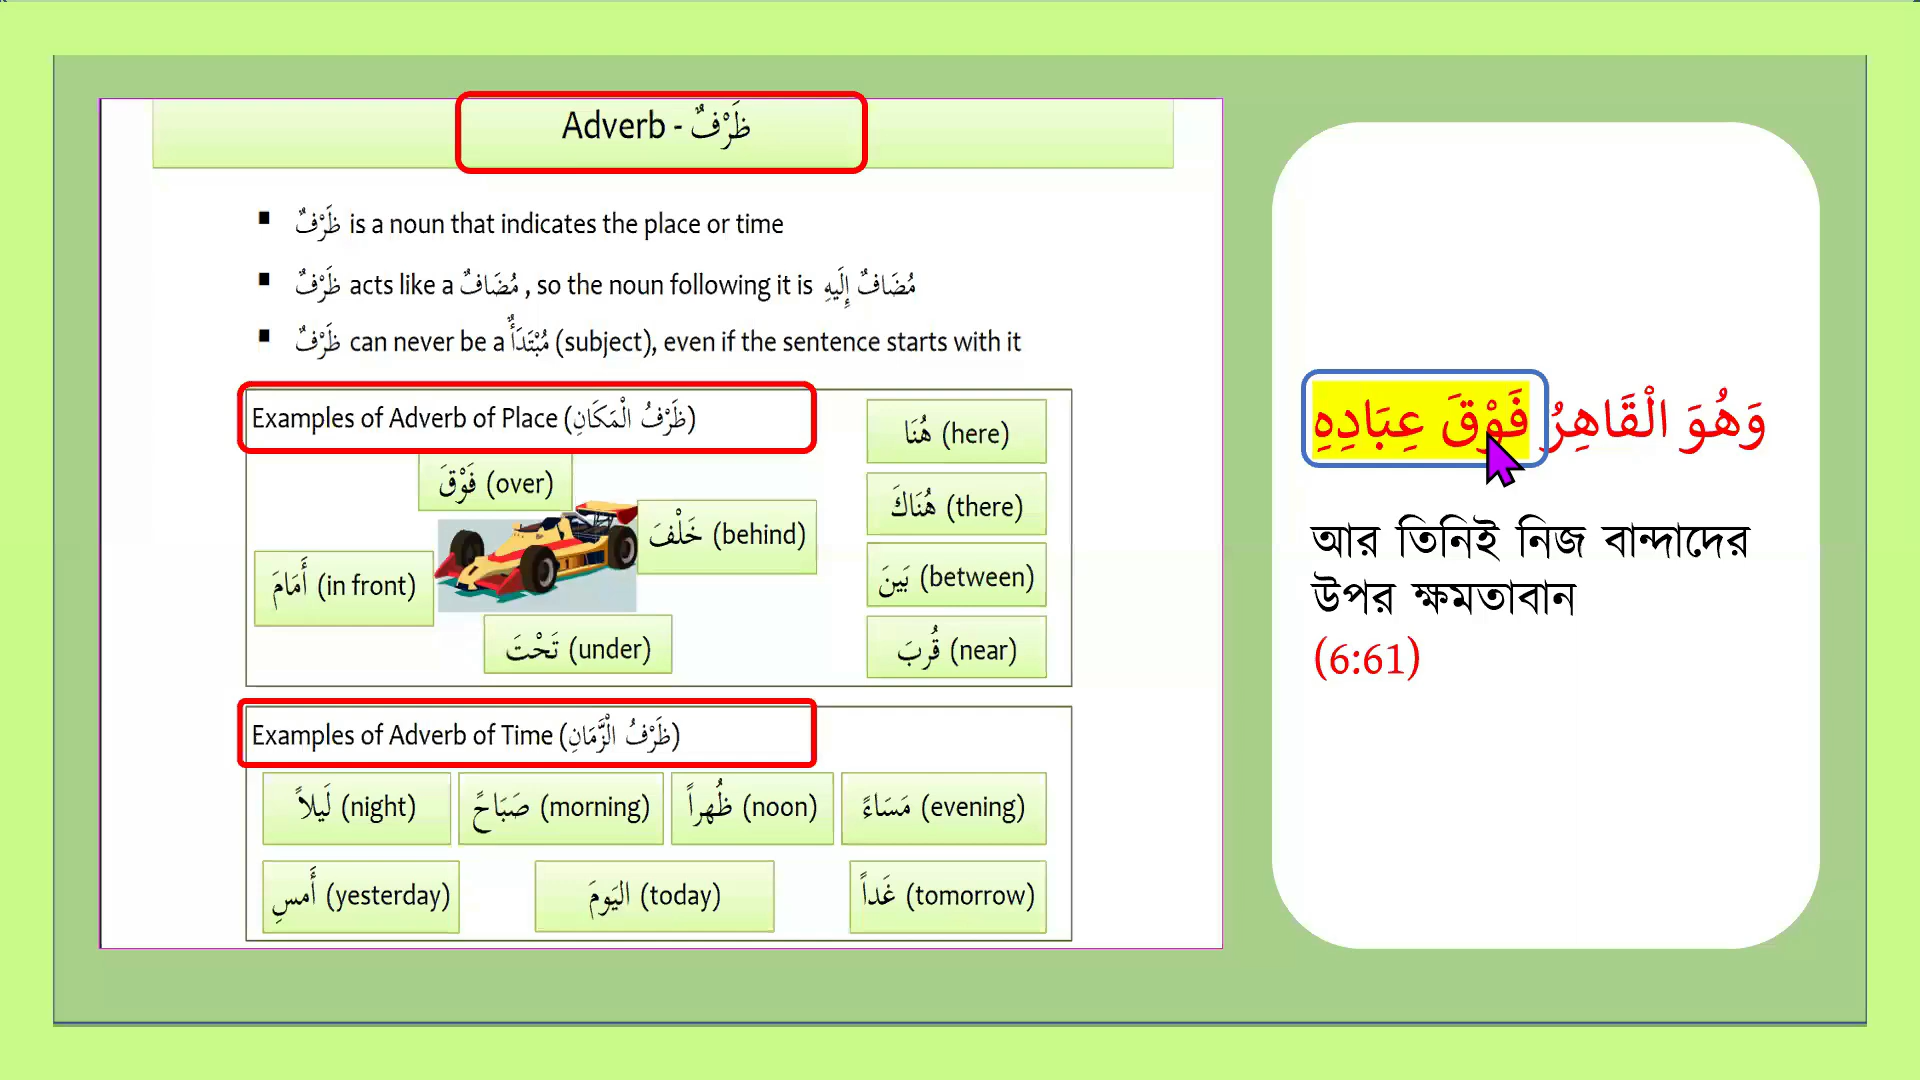 Adverb - ظَرْفٌ
▪ ظَرْفٌ is a noun that indicates the place or time
▪ ظَرْفٌ acts like a مُضَافٌ , so the noun following it is مُضَافٌ إِلَيهِ
▪ ظَرْفٌ can never be a مُبْتَدَأٌ (subject), even if the sentence starts with it
Examples of Adverb of Place (ظَرْفُ الْمَكَانِ)
فَوْقَ (over)
خَلْفَ (behind)
أَمَامَ (in front)
تَحْتَ (under)
هُنَا (here)
هُنَاكَ (there)
بَينَ (between)
قُربَ (near)
Examples of Adverb of Time (ظَرْفُ الْزَّمَانِ)
لَيلاً (night)
صَبَاحً (morning)
ظُهراً (noon)
مَسَاءً (evening)
أَمسِ (yesterday)
اليَومَ (today)
غَداً (tomorrow)
وَهُوَ الْقَاهِرُ فَوْقَ عِبَادِهِ
আর তিনিই নিজ বান্দাদের
উপর ক্ষমতাবান
(6:61)